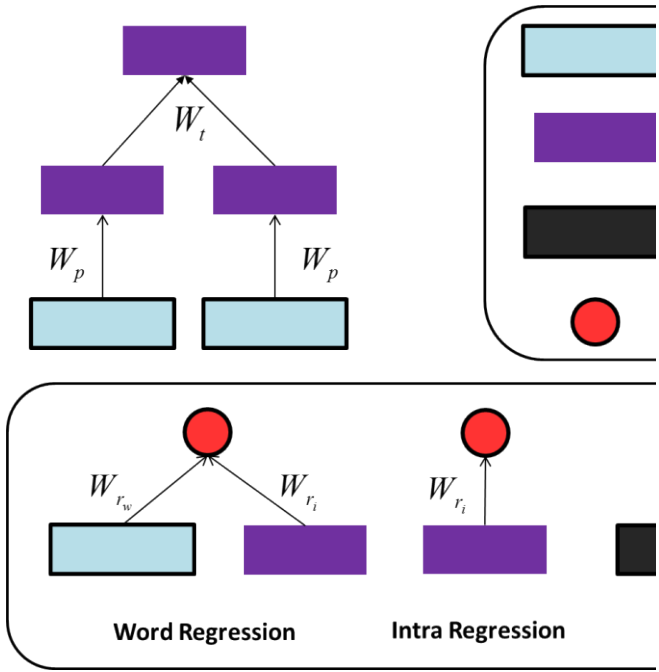 W_t
W_p W_p
W_{r_w} W_{r_i} W_{r_i}
Word Regression Intra Regression